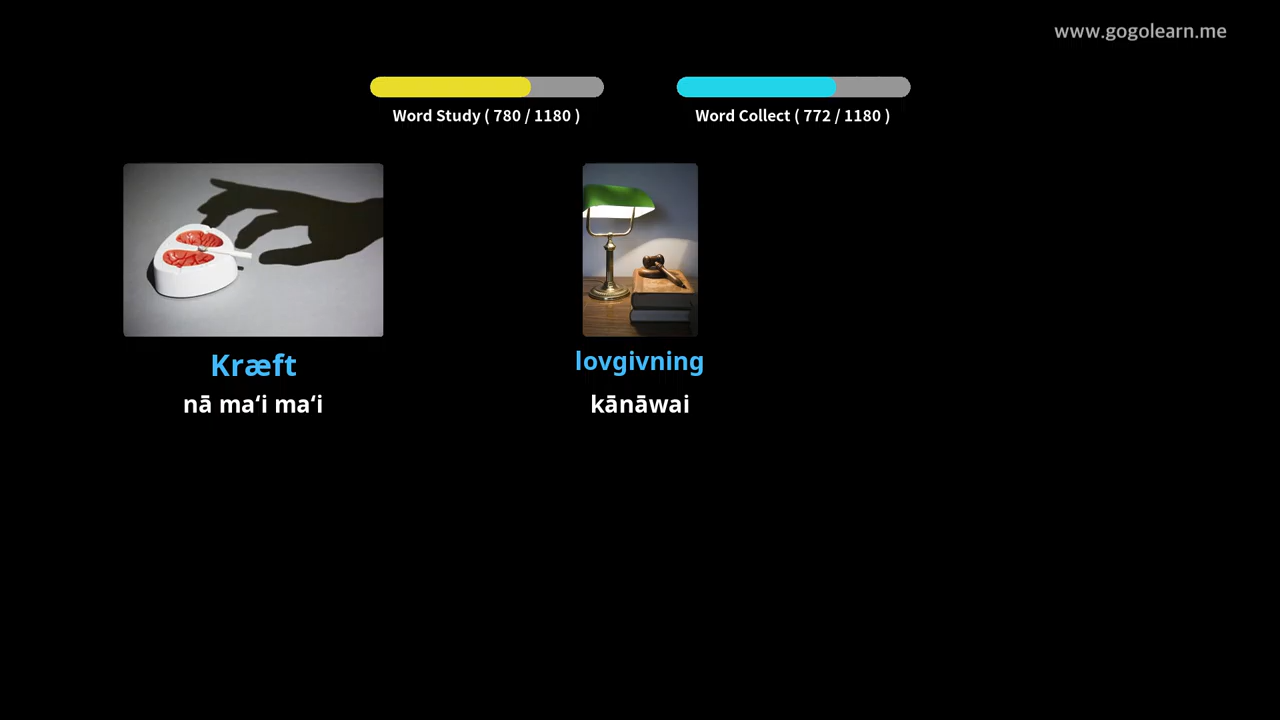 www.gogolearn.me
Word Study ( 780 / 1180 )
Word Collect ( 772 / 1180 )
Kræft
nā maʻi maʻi
lovgivning
kānāwai